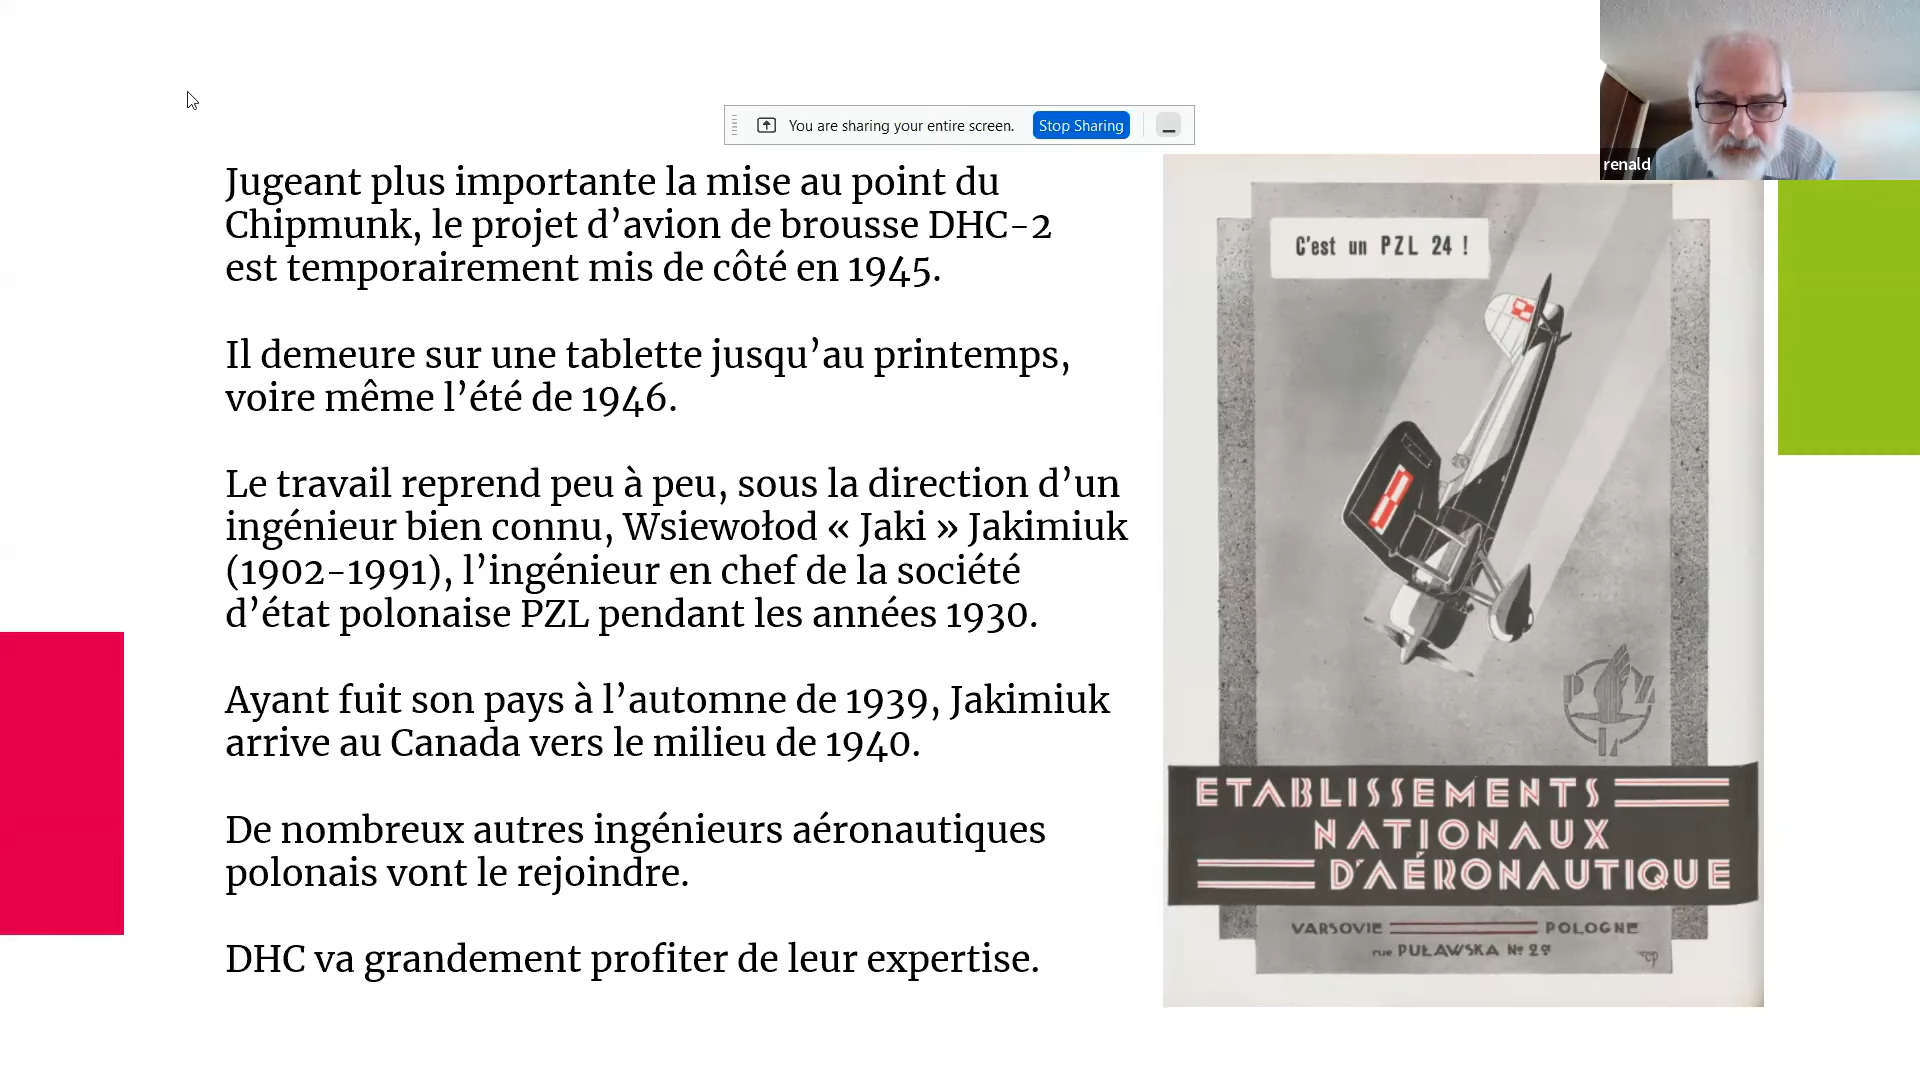 You are sharing your entire screen.
Stop Sharing
renald
Jugeant plus importante la mise au point du
Chipmunk, le projet d’avion de brousse DHC-2
est temporairement mis de côté en 1945.
Il demeure sur une tablette jusqu’au printemps,
voire même l’été de 1946.
Le travail reprend peu à peu, sous la direction d’un
ingénieur bien connu, Wsiewołod « Jaki » Jakimiuk
(1902-1991), l’ingénieur en chef de la société
d’état polonaise PZL pendant les années 1930.
Ayant fuit son pays à l’automne de 1939, Jakimiuk
arrive au Canada vers le milieu de 1940.
De nombreux autres ingénieurs aéronautiques
polonais vont le rejoindre.
DHC va grandement profiter de leur expertise.
C'est un PZL 24 !
PZL
ETABLISSEMENTS
NATIONAUX
D'AÉRONAUTIQUE
VARSOVIE POLOGNE
rue PUŁAWSKA